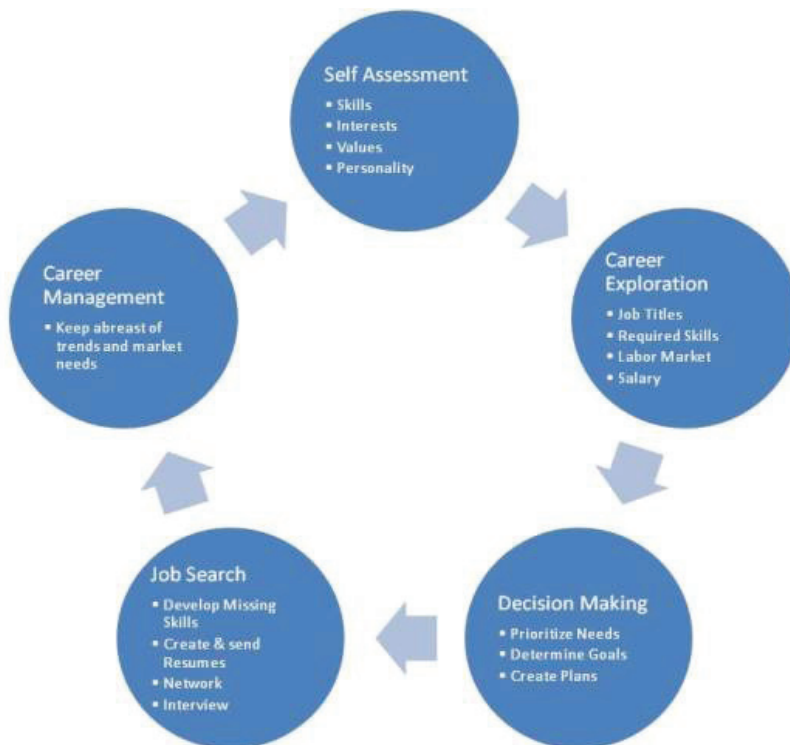 Self Assessment
▪ Skills
▪ Interests
▪ Values
▪ Personality
Career
Exploration
▪ Job Titles
▪ Required Skills
▪ Labor Market
▪ Salary
Decision Making
▪ Prioritize Needs
▪ Determine Goals
▪ Create Plans
Job Search
▪ Develop Missing
Skills
▪ Create & send
Resumes
▪ Network
▪ Interview
Career
Management
▪ Keep abreast of
trends and market
needs